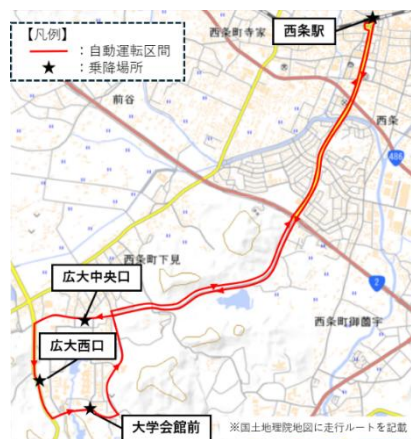 【凡例】
：自動運転区間
★：乗降場所
西条駅
西条町寺家
前谷
西条
486
西条町下見
2
広大中央口
西条町御薗宇
広大西口
大学会館前
※国土地理院地図に走行ルートを記載